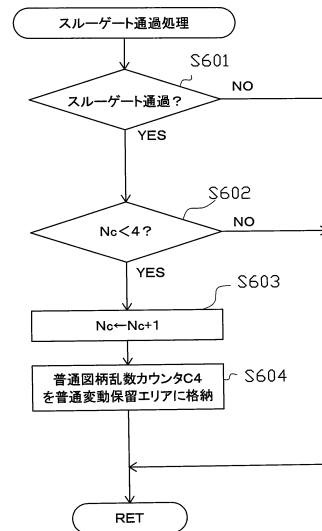 スルーゲート通過処理
S601
スルーゲート通過？
NO
YES
S602
Nc<4？
NO
YES
S603
Nc←Nc+1
S604
普通図柄乱数カウンタC4
を普通変動保留エリアに格納
RET